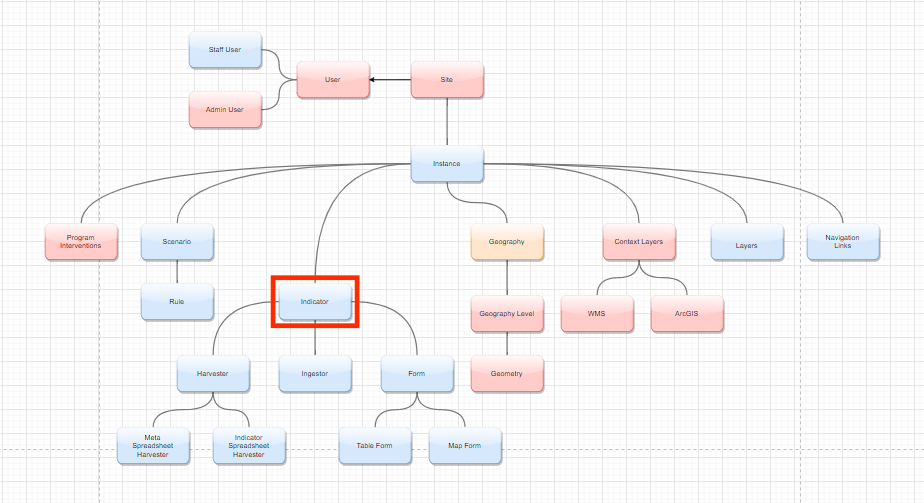 Staff User
User
Site
Admin User
Instance
Program
Interventions
Scenario
Geography
Context Layers
Layers
Navigation
Links
Rule
Indicator
Geography Level
WMS
ArcGIS
Harvester
Ingestor
Form
Geometry
Meta
Spreadsheet
Harvester
Indicator
Spreadsheet
Harvester
Table Form
Map Form